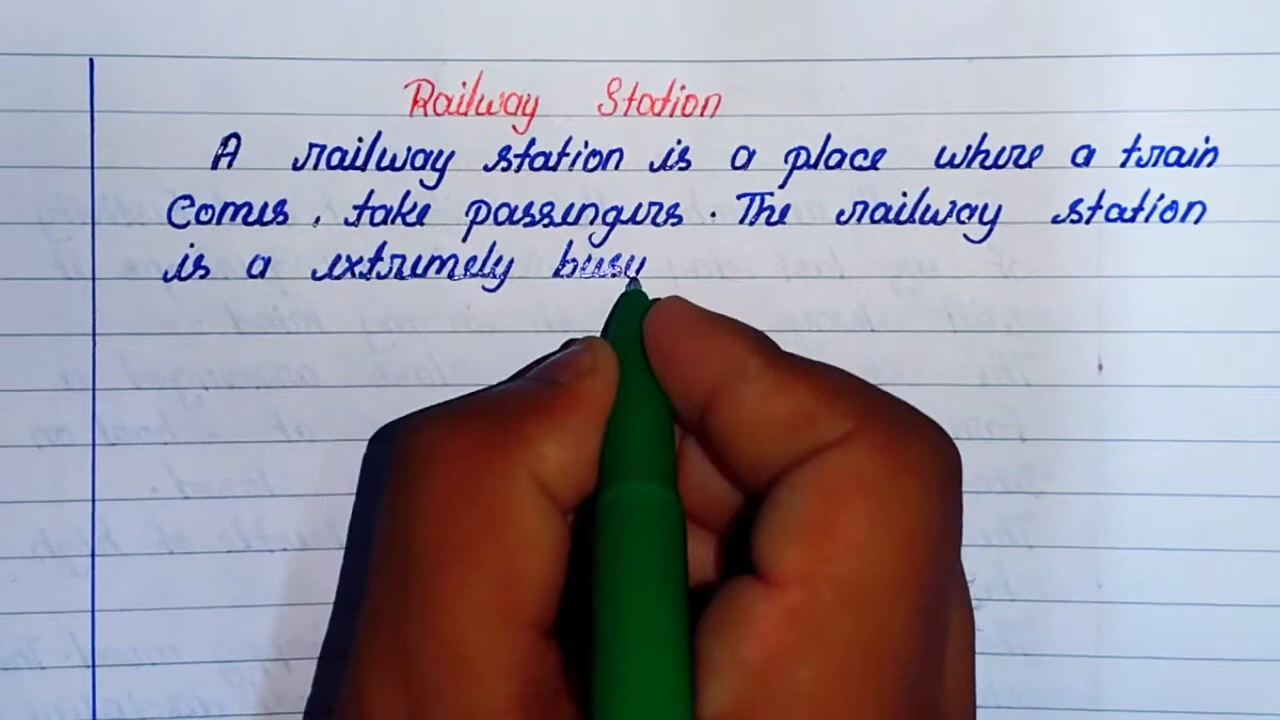 Railway Station
A railway station is a place where a train
comes, take passengers. The railway station
is a extremely busy